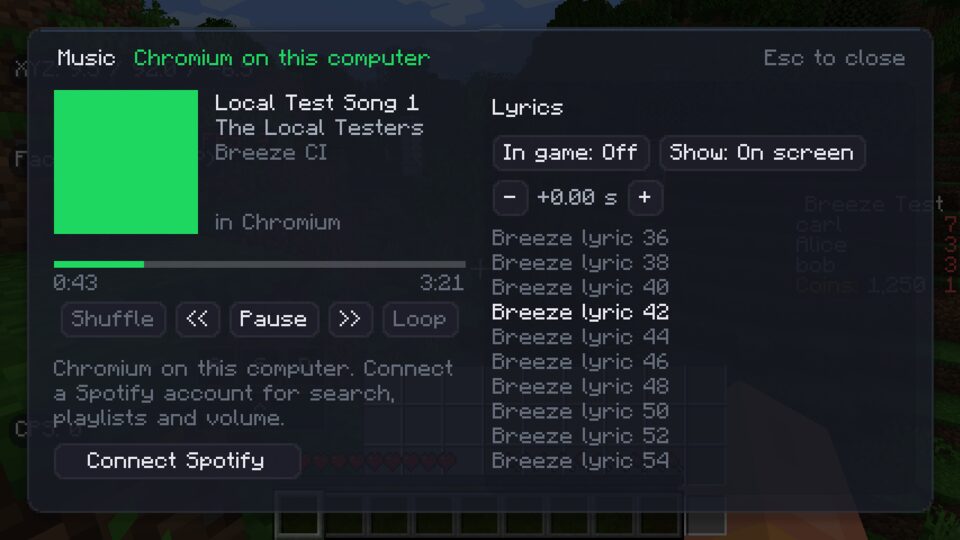 Music Chromium on this computer
Esc to close
Local Test Song 1
The Local Testers
Breeze CI
in Chromium
0:43
3:21
Shuffle
<<
Pause
>>
Loop
Chromium on this computer. Connect
a Spotify account for search,
playlists and volume.
Connect Spotify
Lyrics
In game: Off
Show: On screen
-
+0.00 s
+
Breeze lyric 36
Breeze lyric 38
Breeze lyric 40
Breeze lyric 42
Breeze lyric 44
Breeze lyric 46
Breeze lyric 48
Breeze lyric 50
Breeze lyric 52
Breeze lyric 54
Breeze Test
carl 7
Alice 3
bob 3
Coins: 1,250 1